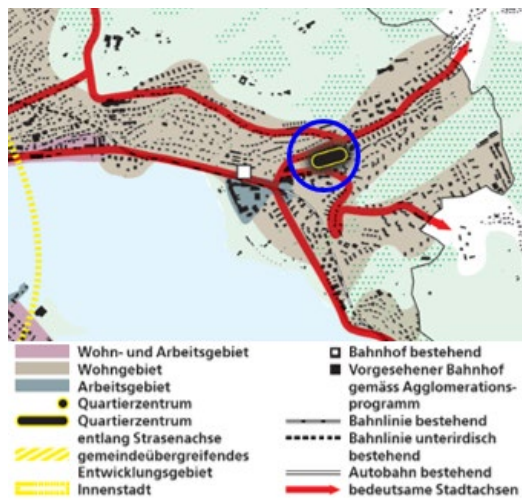 Wohn- und Arbeitsgebiet
Wohngebiet
Arbeitsgebiet
Quartierzentrum
Quartierzentrum
entlang Strasenachse
gemeindeübergreifendes
Entwicklungsgebiet
Innenstadt
Bahnhof bestehend
Vorgesehener Bahnhof
gemäss Agglomerations-
programm
Bahnlinie bestehend
Bahnlinie unterirdisch
bestehend
Autobahn bestehend
bedeutsame Stadtachsen